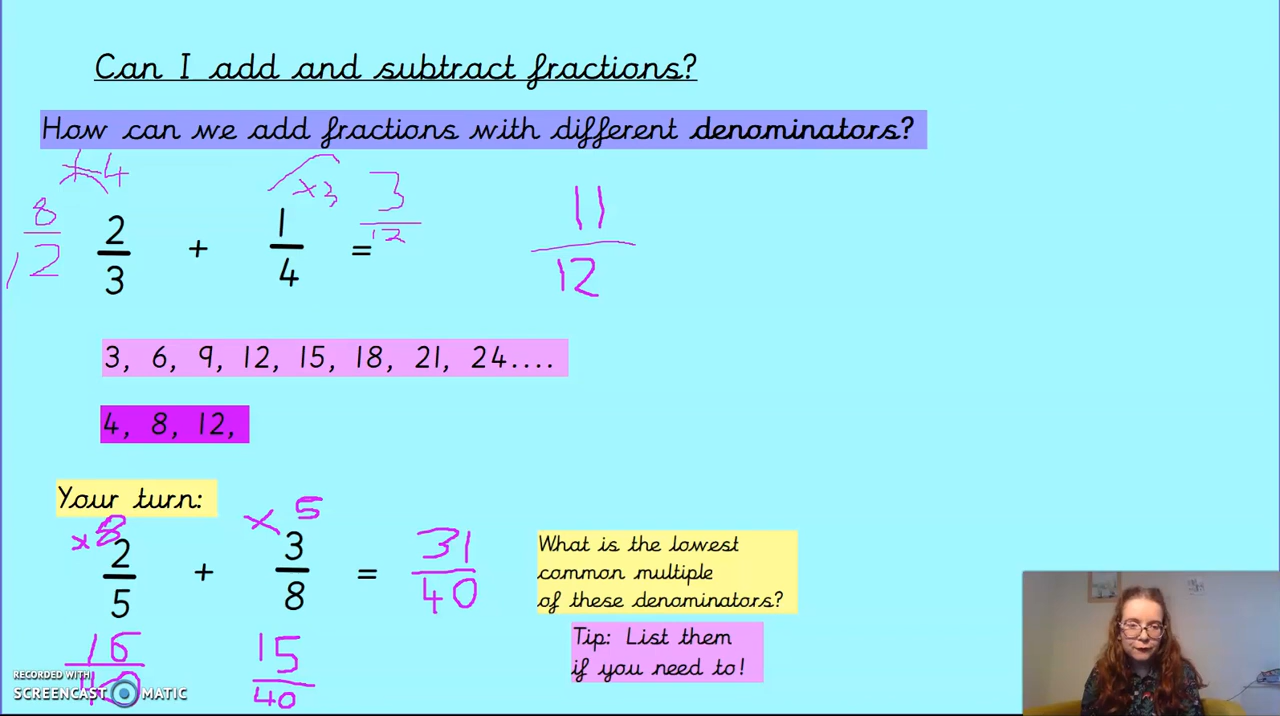 Can I add and subtract fractions?
How can we add fractions with different denominators?
×4
×3
8/12 2/3 + 1/4 = 3/12 11/12
3, 6, 9, 12, 15, 18, 21, 24....
4, 8, 12,
Your turn:
×8 ×5
2/5 + 3/8 = 31/40
16/40 15/40
What is the lowest
common multiple
of these denominators?
Tip: List them
if you need to!
RECORDED WITH
SCREENCAST MATIC